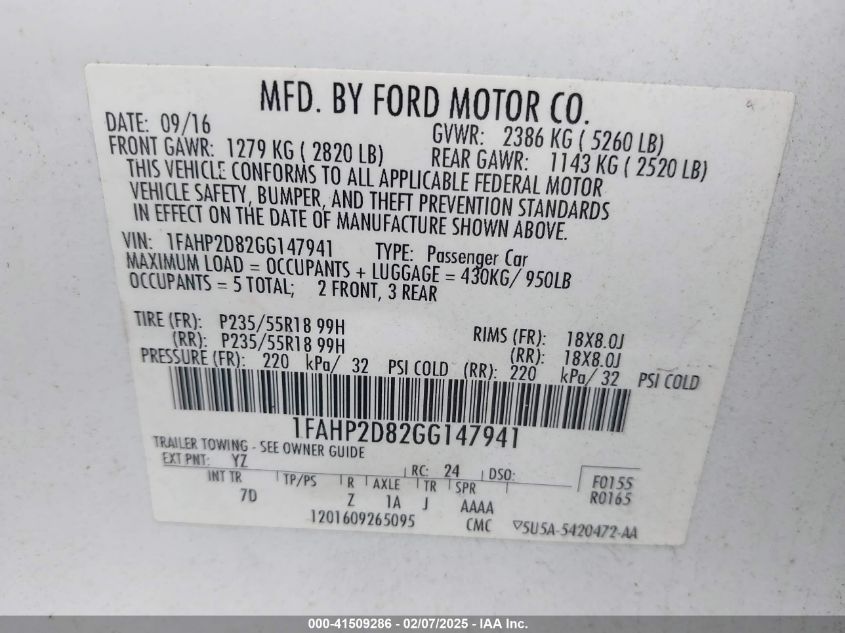 MFD. BY FORD MOTOR CO.
DATE: 09/16 GVWR: 2386 KG ( 5260 LB)
FRONT GAWR: 1279 KG ( 2820 LB) REAR GAWR: 1143 KG ( 2520 LB)
THIS VEHICLE CONFORMS TO ALL APPLICABLE FEDERAL MOTOR
VEHICLE SAFETY, BUMPER, AND THEFT PREVENTION STANDARDS
IN EFFECT ON THE DATE OF MANUFACTURE SHOWN ABOVE.
VIN: 1FAHP2D82GG147941 TYPE: Passenger Car
MAXIMUM LOAD = OCCUPANTS + LUGGAGE = 430KG/ 950LB
OCCUPANTS = 5 TOTAL; 2 FRONT, 3 REAR
TIRE (FR): P235/55R18 99H RIMS (FR): 18X8.0J
(RR): P235/55R18 99H (RR): 18X8.0J
PRESSURE (FR): 220 kPa/ 32 PSI COLD (RR): 220 kPa/ 32 PSI COLD
1FAHP2D82GG147941
TRAILER TOWING - SEE OWNER GUIDE
EXT PNT: YZ RC: 24 DSO: F0155
INT TR TP/PS R AXLE TR SPR R0165
7D Z 1A J AAAA
1201609265095 CMC ▽5U5A-5420472-AA
000-41509286 - 02/07/2025 - IAA Inc.